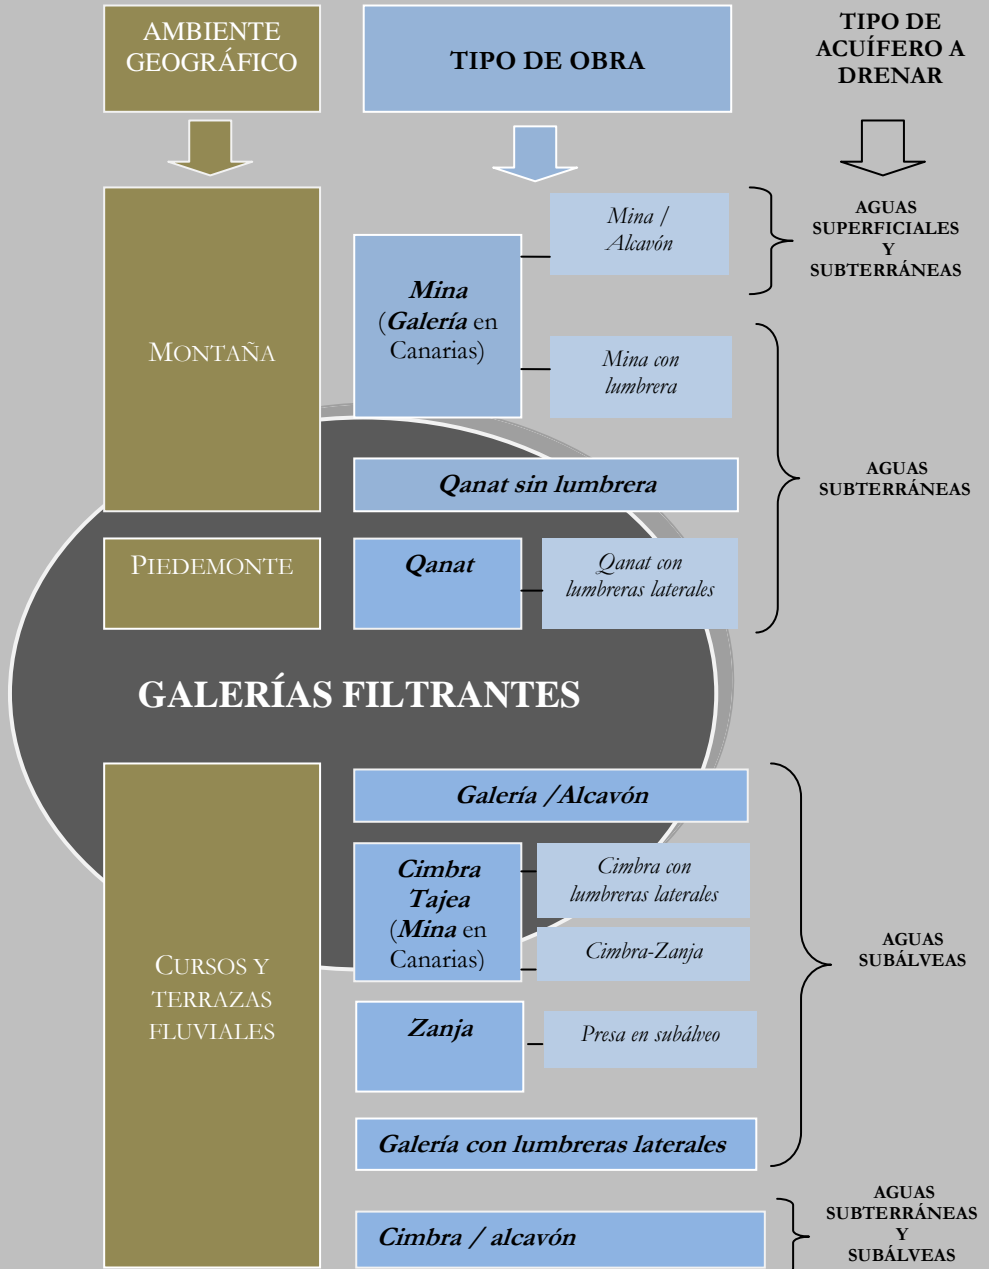 AMBIENTE
GEOGRÁFICO
TIPO DE OBRA
TIPO DE
ACUÍFERO A
DRENAR
MONTAÑA
Mina
(Galería en
Canarias)
Mina /
Alcavón
AGUAS
SUPERFICIALES
Y
SUBTERRÁNEAS
Mina con
lumbrera
Qanat sin lumbrera
AGUAS
SUBTERRÁNEAS
PIEDEMONTE
Qanat
Qanat con
lumbreras laterales
GALERÍAS FILTRANTES
CURSOS Y
TERRAZAS
FLUVIALES
Galería /Alcavón
Cimbra
Tajea
(Mina en
Canarias)
Cimbra con
lumbreras laterales
Cimbra-Zanja
Zanja
Presa en subálveo
Galería con lumbreras laterales
AGUAS
SUBÁLVEAS
Cimbra / alcavón
AGUAS
SUBTERRÁNEAS
Y
SUBÁLVEAS